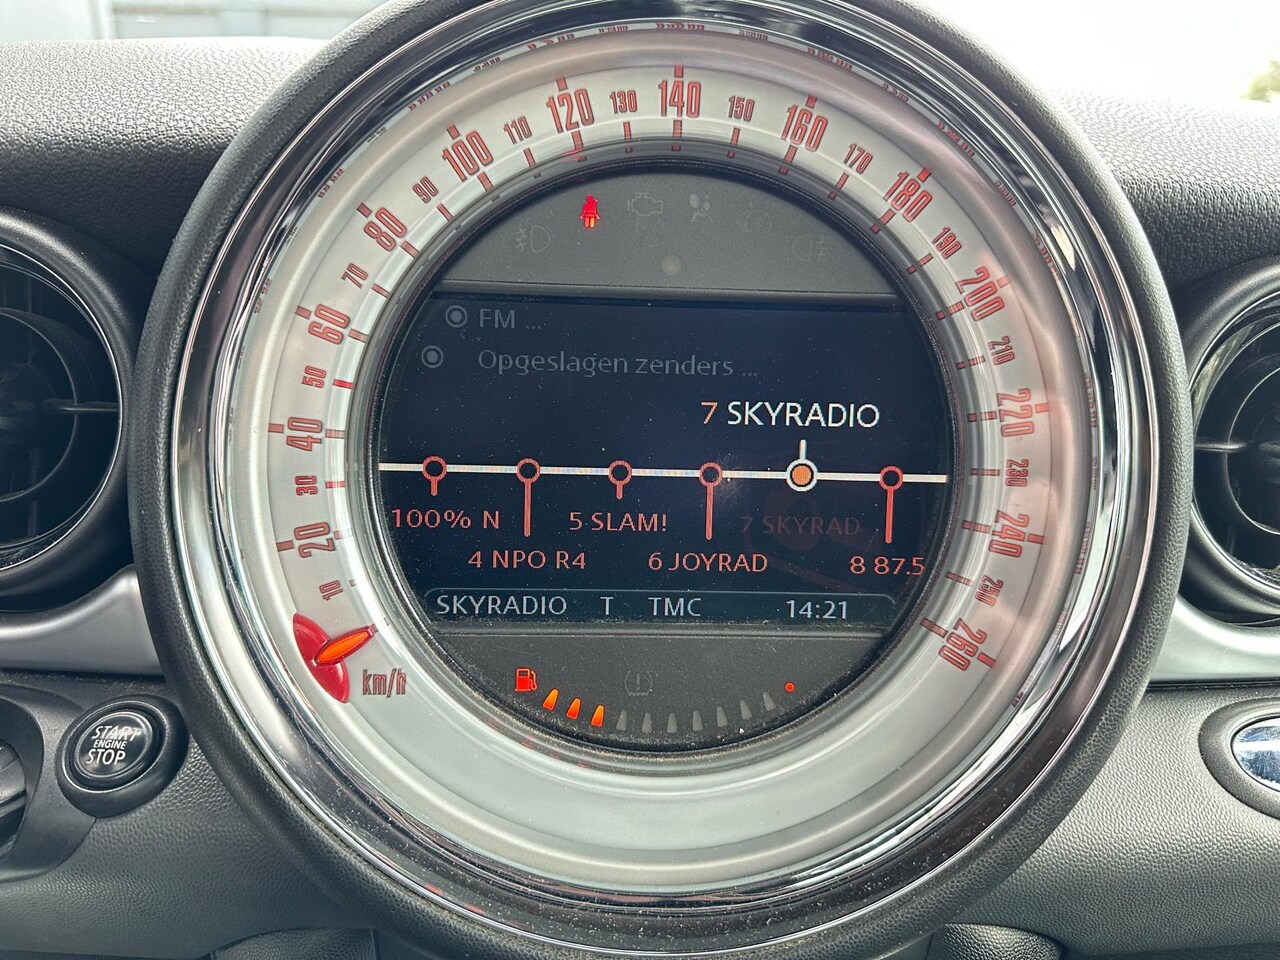 10
20
30
40
50
60
70
80
90
100
110
120
130
140
150
160
170
180
190
200
210
220
230
240
250
260
km/h
FM ...
Opgeslagen zenders ...
7 SKYRADIO
100% N
5 SLAM!
7 SKYRAD
4 NPO R4
6 JOYRAD
8 87.5
SKYRADIO T TMC 14:21
START
ENGINE
STOP